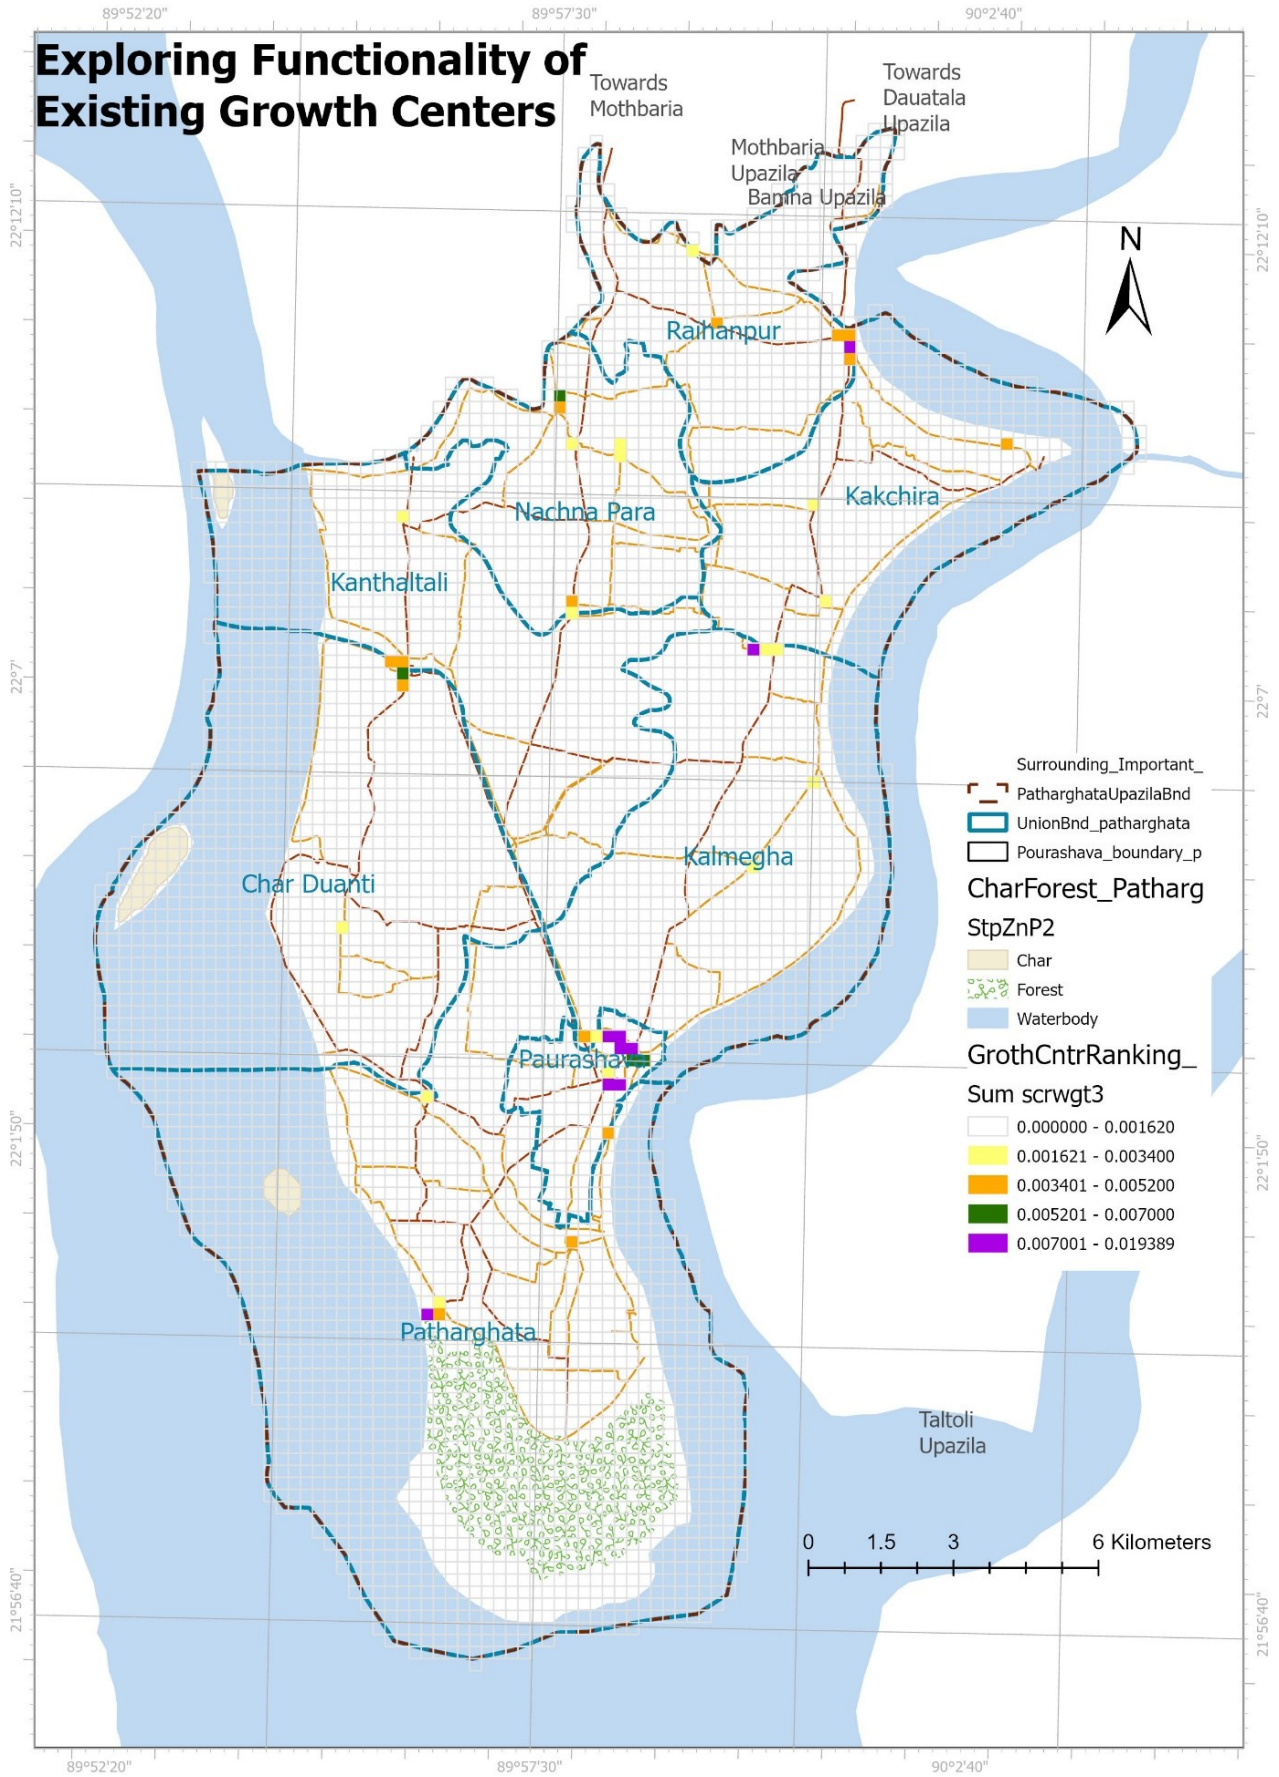 89°52'20"
89°57'30"
90°2'40"
Exploring Functionality of
Existing Growth Centers
Towards
Mothbaria
Towards
Dauatala
Upazila
Mothbaria
Upazila
Bamna Upazila
22°12'10"
22°12'10"
N
Raihanpur
Kakchira
Nachna Para
Kanthaltali
22°7'
22°7'
Surrounding_Important_
PatharghataUpazilaBnd
UnionBnd_patharghata
Pourashava_boundary_p
CharForest_Patharg
StpZnP2
Char
Forest
Waterbody
GrothCntrRanking_
Sum scrwgt3
0.000000 - 0.001620
0.001621 - 0.003400
0.003401 - 0.005200
0.005201 - 0.007000
0.007001 - 0.019389
Kalmegha
Char Duanti
Paurashava
22°1'50"
22°1'50"
Patharghata
Taltoli
Upazila
0 1.5 3 6 Kilometers
21°56'40"
21°56'40"
89°52'20"
89°57'30"
90°2'40"